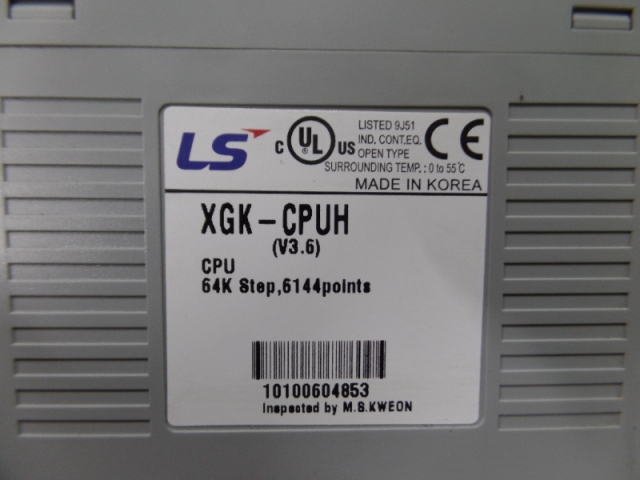 LS
C UL US
LISTED 9J51
IND. CONT.EQ.
OPEN TYPE
CE
SURROUNDING TEMP. : 0 to 55℃
MADE IN KOREA
XGK-CPUH
(V3.6)
CPU
64K Step,6144points
10100604853
Inspected by M.S.KWEON